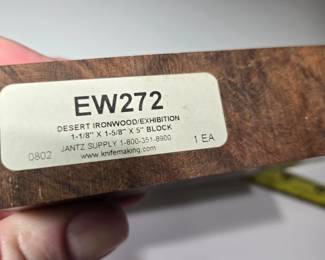 EW272
DESERT IRONWOOD/EXHIBITION
1-1/8" X 1-5/8" X 5" BLOCK
0802 JANTZ SUPPLY 1-800-351-8900 1 EA
www.knifemaking.com